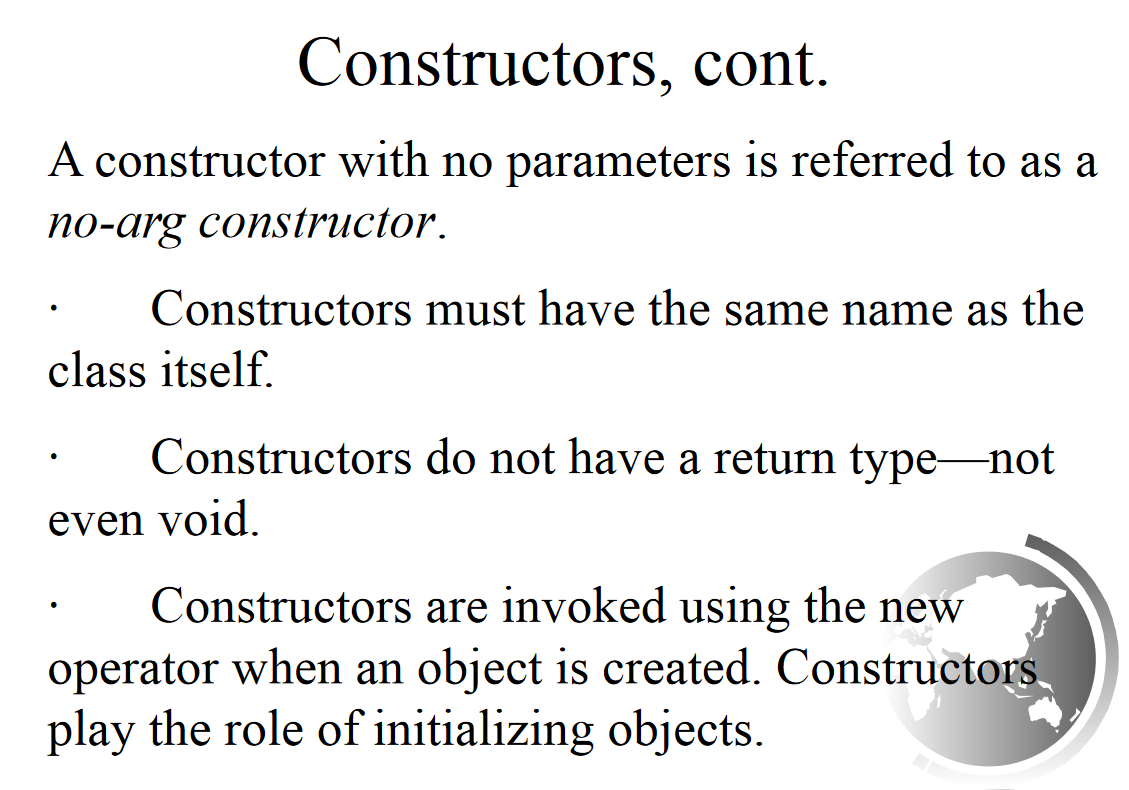 Constructors, cont.
A constructor with no parameters is referred to as a
no-arg constructor.
· Constructors must have the same name as the
class itself.
· Constructors do not have a return type—not
even void.
· Constructors are invoked using the new
operator when an object is created. Constructors
play the role of initializing objects.